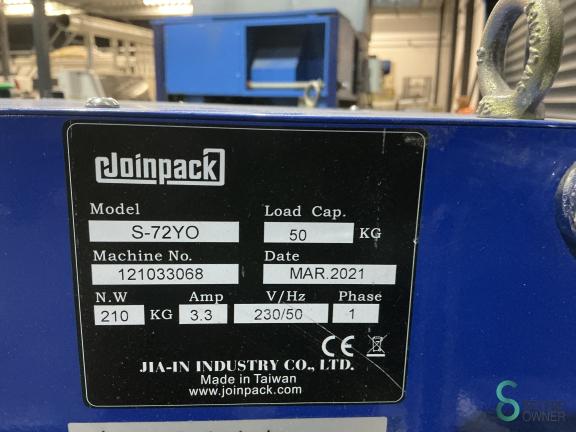 Joinpack
Model Load Cap.
S-72YO 50 KG
Machine No. Date
121033068 MAR.2021
N.W Amp V/Hz Phase
210 KG 3.3 230/50 1
CE
JIA-IN INDUSTRY CO., LTD.
Made in Taiwan
www.joinpack.com
OWNER